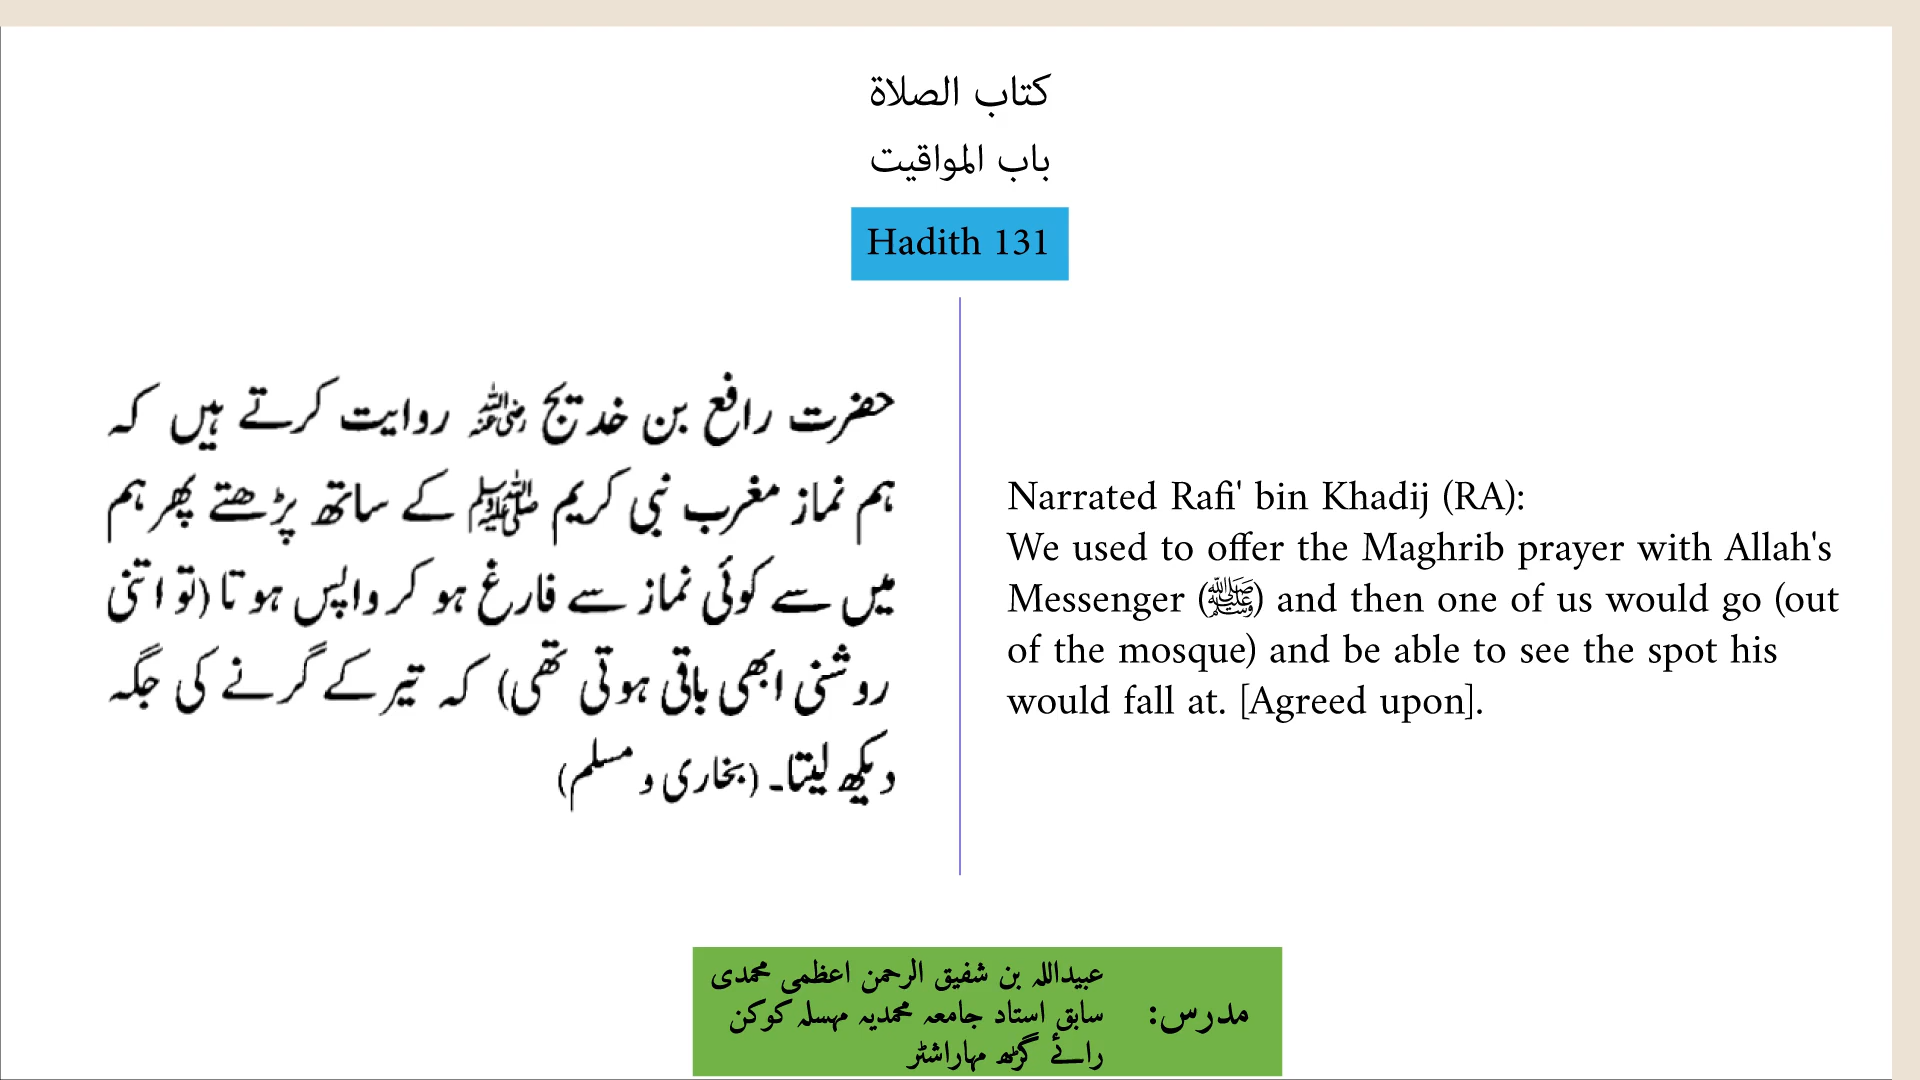 كتاب الصلاة
باب المواقيت
Hadith 131
حضرت رافع بن خدیج رضی اللہ عنہ روایت کرتے ہیں کہ
ہم نماز مغرب نبی کریم ﷺ کے ساتھ پڑھتے پھر ہم
میں سے کوئی نماز سے فارغ ہو کر واپس ہوتا (تو اتنی
روشنی ابھی باقی ہوتی تھی) کہ تیر کے گرنے کی جگہ
دیکھ لیتا۔ (بخاری و مسلم)
Narrated Rafi' bin Khadij (RA):
We used to offer the Maghrib prayer with Allah's
Messenger (ﷺ) and then one of us would go (out
of the mosque) and be able to see the spot his
would fall at. [Agreed upon].
مدرس:
عبیداللہ بن شفیق الرحمن اعظمی محمدی
سابق استاد جامعہ محمدیہ مہسلہ کوکن
رائے گڑھ مہاراشٹر